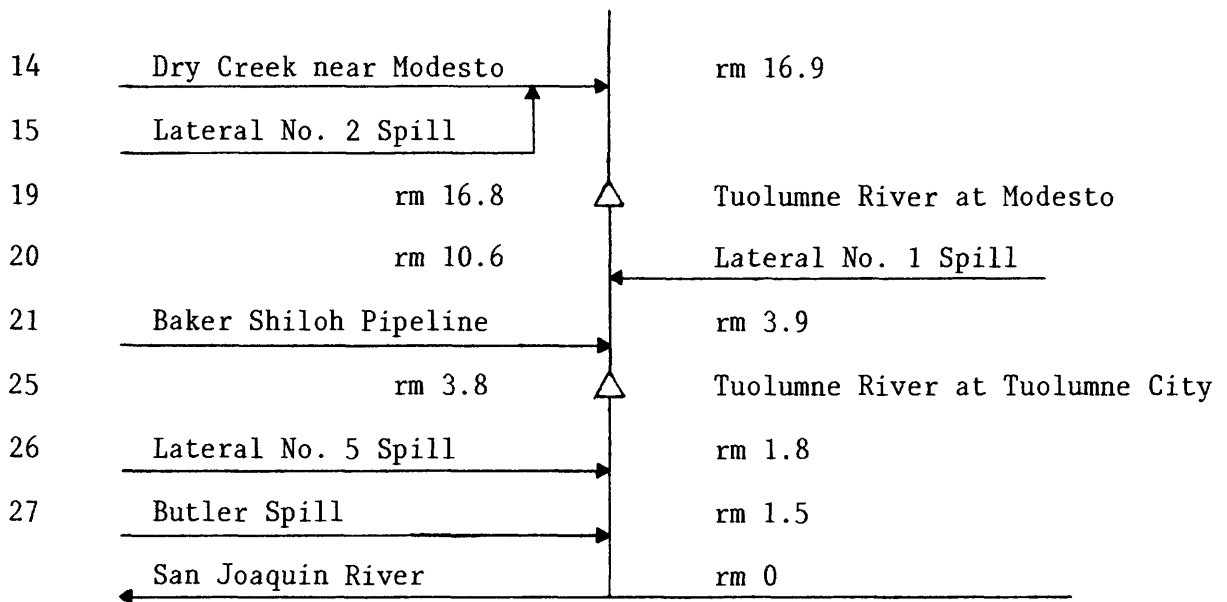 14 Dry Creek near Modesto rm 16.9
15 Lateral No. 2 Spill
19 rm 16.8 Tuolumne River at Modesto
20 rm 10.6 Lateral No. 1 Spill
21 Baker Shiloh Pipeline rm 3.9
25 rm 3.8 Tuolumne River at Tuolumne City
26 Lateral No. 5 Spill rm 1.8
27 Butler Spill rm 1.5
San Joaquin River rm 0